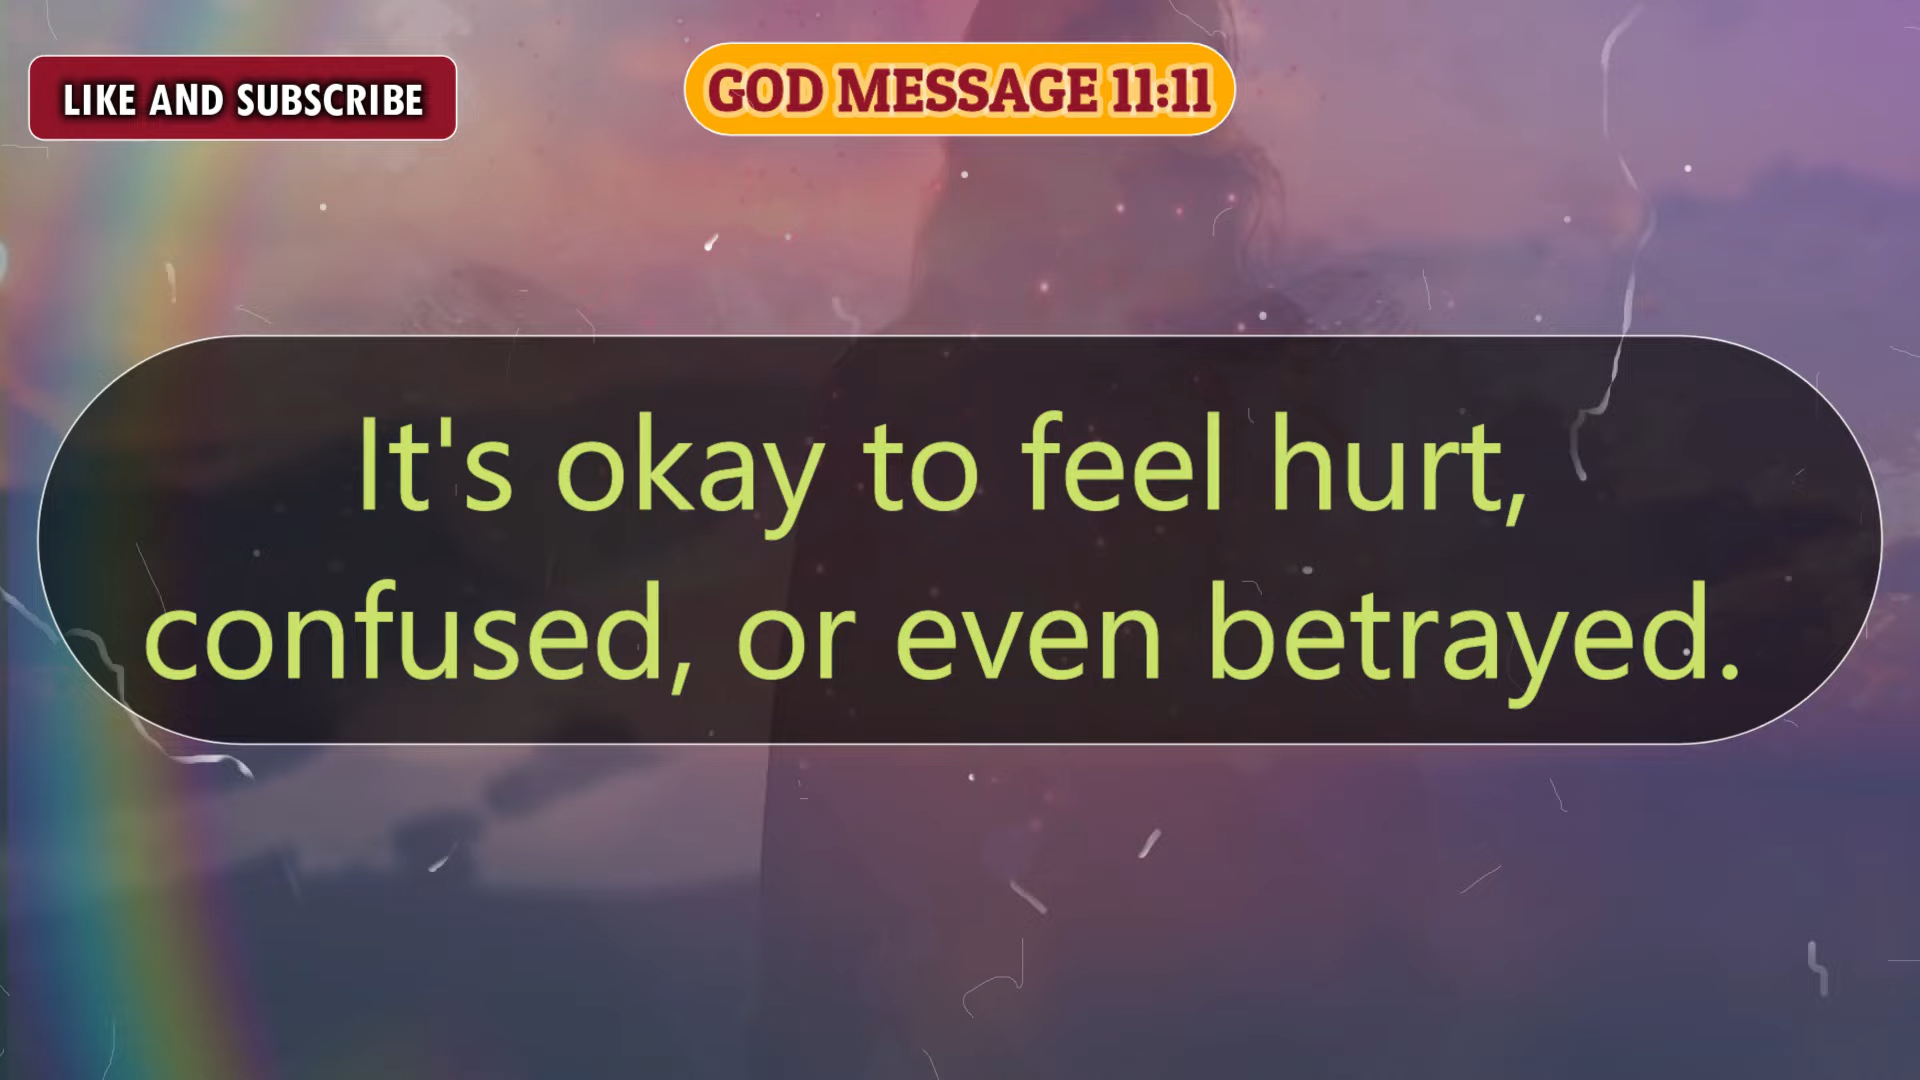 LIKE AND SUBSCRIBE
GOD MESSAGE 11:11
It's okay to feel hurt,
confused, or even betrayed.